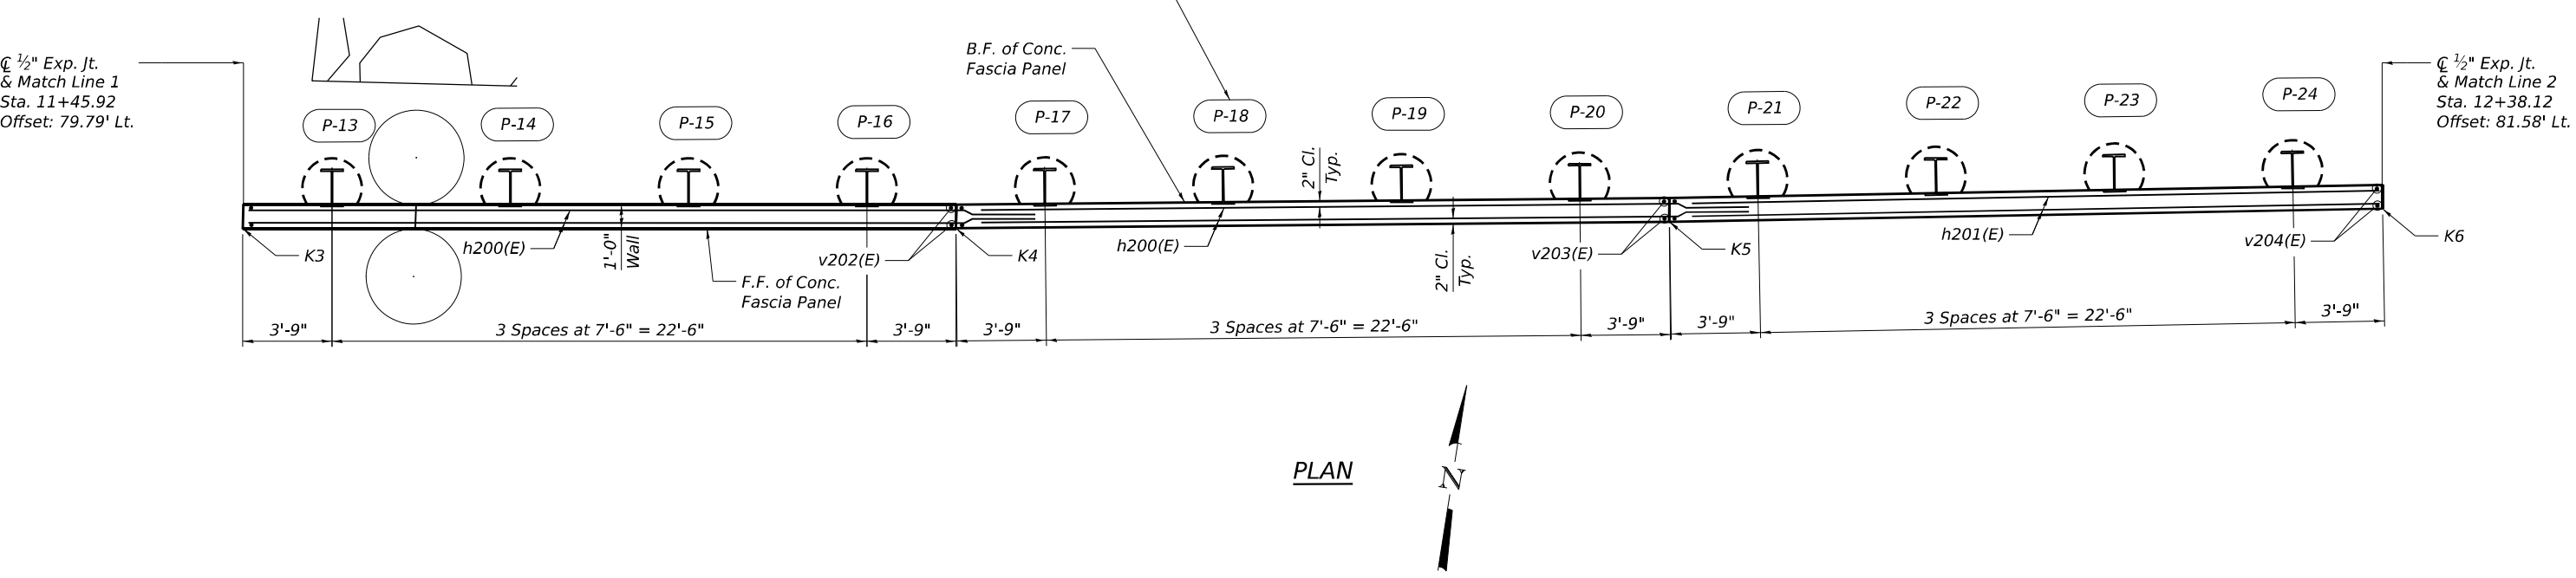 ℄ ½" Exp. Jt.
& Match Line 1
Sta. 11+45.92
Offset: 79.79' Lt.
B.F. of Conc.
Fascia Panel
℄ ½" Exp. Jt.
& Match Line 2
Sta. 12+38.12
Offset: 81.58' Lt.
P-13
P-14
P-15
P-16
P-17
P-18
P-19
P-20
P-21
P-22
P-23
P-24
2" Cl.
Typ.
K3
h200(E)
1'-0"
Wall
F.F. of Conc.
Fascia Panel
v202(E)
K4
h200(E)
2" Cl.
Typ.
v203(E)
K5
h201(E)
v204(E)
K6
3'-9"
3 Spaces at 7'-6" = 22'-6"
3'-9"
3'-9"
3 Spaces at 7'-6" = 22'-6"
3'-9"
3'-9"
3 Spaces at 7'-6" = 22'-6"
3'-9"
PLAN
N